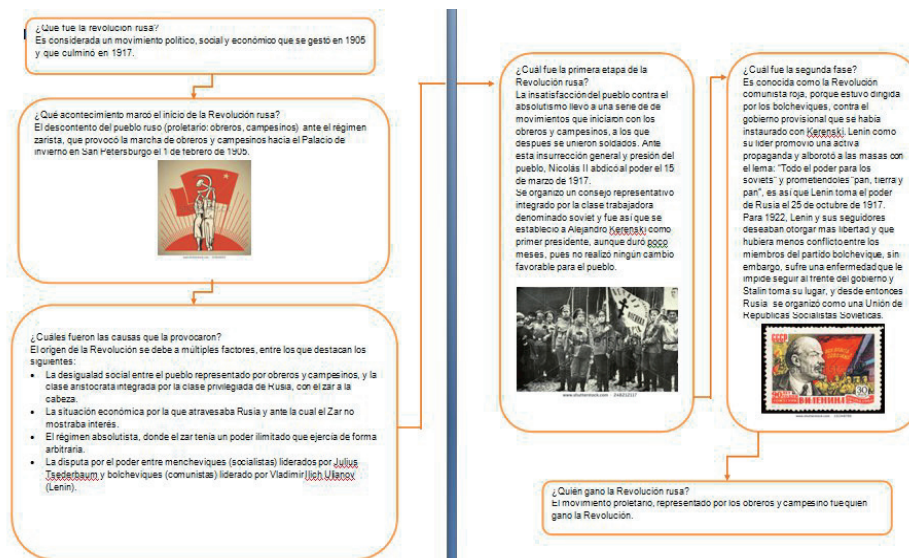 ¿Que fue la revolución rusa?
Es considerada un movimiento político, social y económico que se gestó en 1905
y que culminó en 1917.
¿Qué acontecimiento marcó el inicio de la Revolución rusa?
El descontento del pueblo ruso (proletario: obreros, campesinos) ante el régimen
zarista, que provocó la marcha de obreros y campesinos hacia el Palacio de
Invierno en San Petersburgo el 1 de febrero de 1905.
¿Cuáles fueron las causas que la provocaron?
El origen de la Revolución se debe a múltiples factores, entre los que destacan los
siguientes:
• La desigualdad social entre el pueblo representado por obreros y campesinos, y la
clase aristócrata integrada por la clase privilegiada de Rusia, con el zar a la
cabeza.
• La situación económica por la que atravesaba Rusia y ante la cual el Zar no
mostraba interés.
• El régimen absolutista, donde el zar tenía un poder ilimitado que ejercía de forma
arbitraria.
• La disputa por el poder entre mencheviques (socialistas) liderados por Julius
Tsederbaum y bolcheviques (comunistas) liderado por Vladimir Ilich Ulianov
(Lenin).
¿Cuál fue la primera etapa de la
Revolución rusa?
La insatisfacción del pueblo contra el
absolutismo llevo a una serie de de
movimientos que iniciaron con los
obreros y campesinos, a los que
después se unieron soldados. Ante
esta insurrección general y presión del
pueblo, Nicolás II abdicó al poder el 15
de marzo de 1917.
Se organizo un consejo representativo
integrado por la clase trabajadora
denominado soviet y fue así que se
estableció a Alejandro Kerenski como
primer presidente, aunque duró poco
meses, pues no realizó ningún cambio
favorable para el pueblo.
www.shutterstock.com · 248212117
¿Cuál fue la segunda fase?
Es conocida como la Revolución
comunista roja, porque estuvo dirigida
por los bolcheviques, contra el
gobierno provisional que se había
instaurado con Kerenski. Lenin como
su líder promovió una activa
propaganda y alborotó a las masas con
el lema: "Todo el poder para los
soviets" y prometiéndoles "pan, tierra y
pan", es así que Lenin toma el poder
de Rusia el 25 de octubre de 1917.
Para 1922, Lenin y sus seguidores
deseaban otorgar mas libertad y que
hubiera menos conflicto entre los
miembros del partido bolchevique, sin
embargo, sufre una enfermedad que le
impide seguir al frente del gobierno y
Stalin toma su lugar, y desde entonces
Rusia se organizó como una Unión de
Repúblicas Socialistas Soviéticas.
CCCP
30
¿Quién gano la Revolución rusa?
El movimiento proletario, representado por los obreros y campesino fue quien
gano la Revolución.